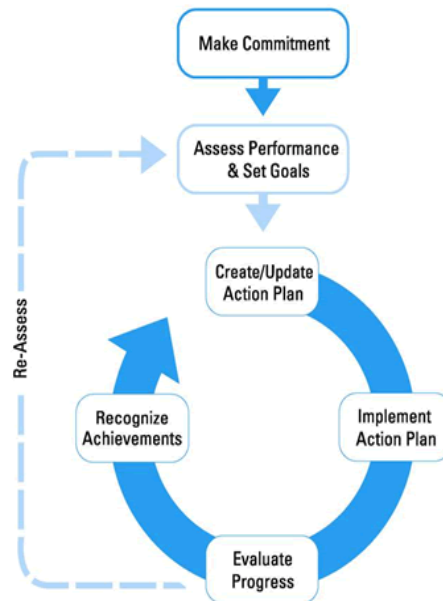 Make Commitment
Assess Performance
& Set Goals
Create/Update
Action Plan
Re-Assess
Recognize
Achievements
Implement
Action Plan
Evaluate
Progress